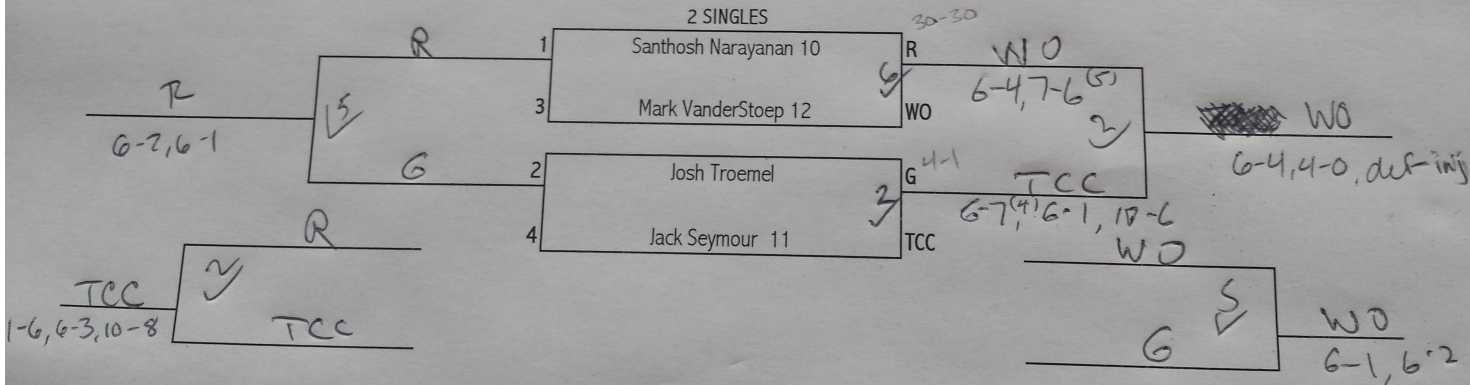 2 SINGLES
30-30
R
1
Santhosh Narayanan 10
R
WO
6
6-4, 7-6 (5)
R
5
3
Mark VanderStoep 12
WO
2
WO
6-2, 6-1
6-4, 4-0, def-inj
G
2
Josh Troemel
G
4-1
TCC
2
6-7(4) 6-1, 10-6
R
4
Jack Seymour 11
TCC
WO
2
TCC
5
WO
1-6, 6-3, 10-8
TCC
G
6-1, 6-2